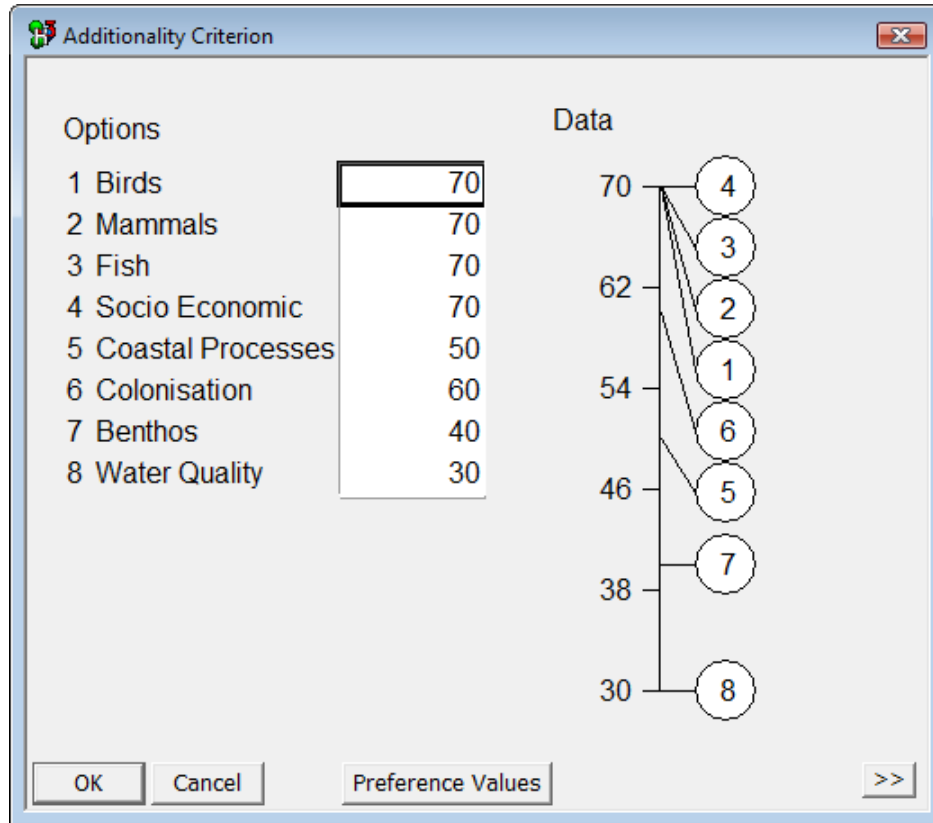 Additionality Criterion
Options
1 Birds 70
2 Mammals 70
3 Fish 70
4 Socio Economic 70
5 Coastal Processes 50
6 Colonisation 60
7 Benthos 40
8 Water Quality 30
Data
70
62
54
46
38
30
4
3
2
1
6
5
7
8
OK Cancel Preference Values >>